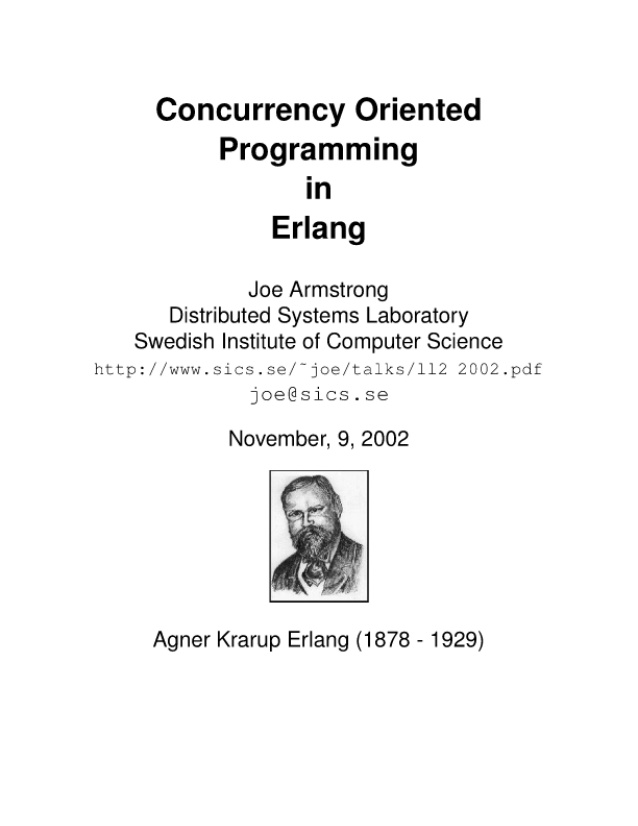 Concurrency Oriented
Programming
in
Erlang
Joe Armstrong
Distributed Systems Laboratory
Swedish Institute of Computer Science
http://www.sics.se/~joe/talks/ll2 2002.pdf
joe@sics.se
November, 9, 2002
Agner Krarup Erlang (1878 - 1929)